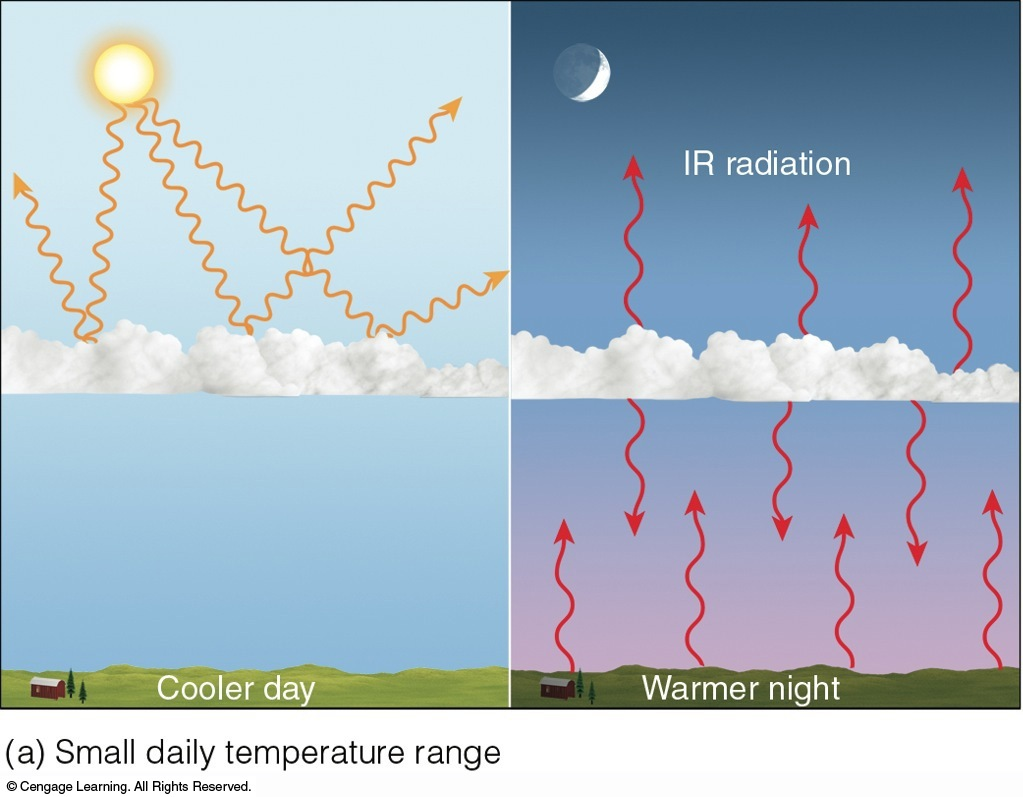 IR radiation
Cooler day
Warmer night
(a) Small daily temperature range
© Cengage Learning. All Rights Reserved.